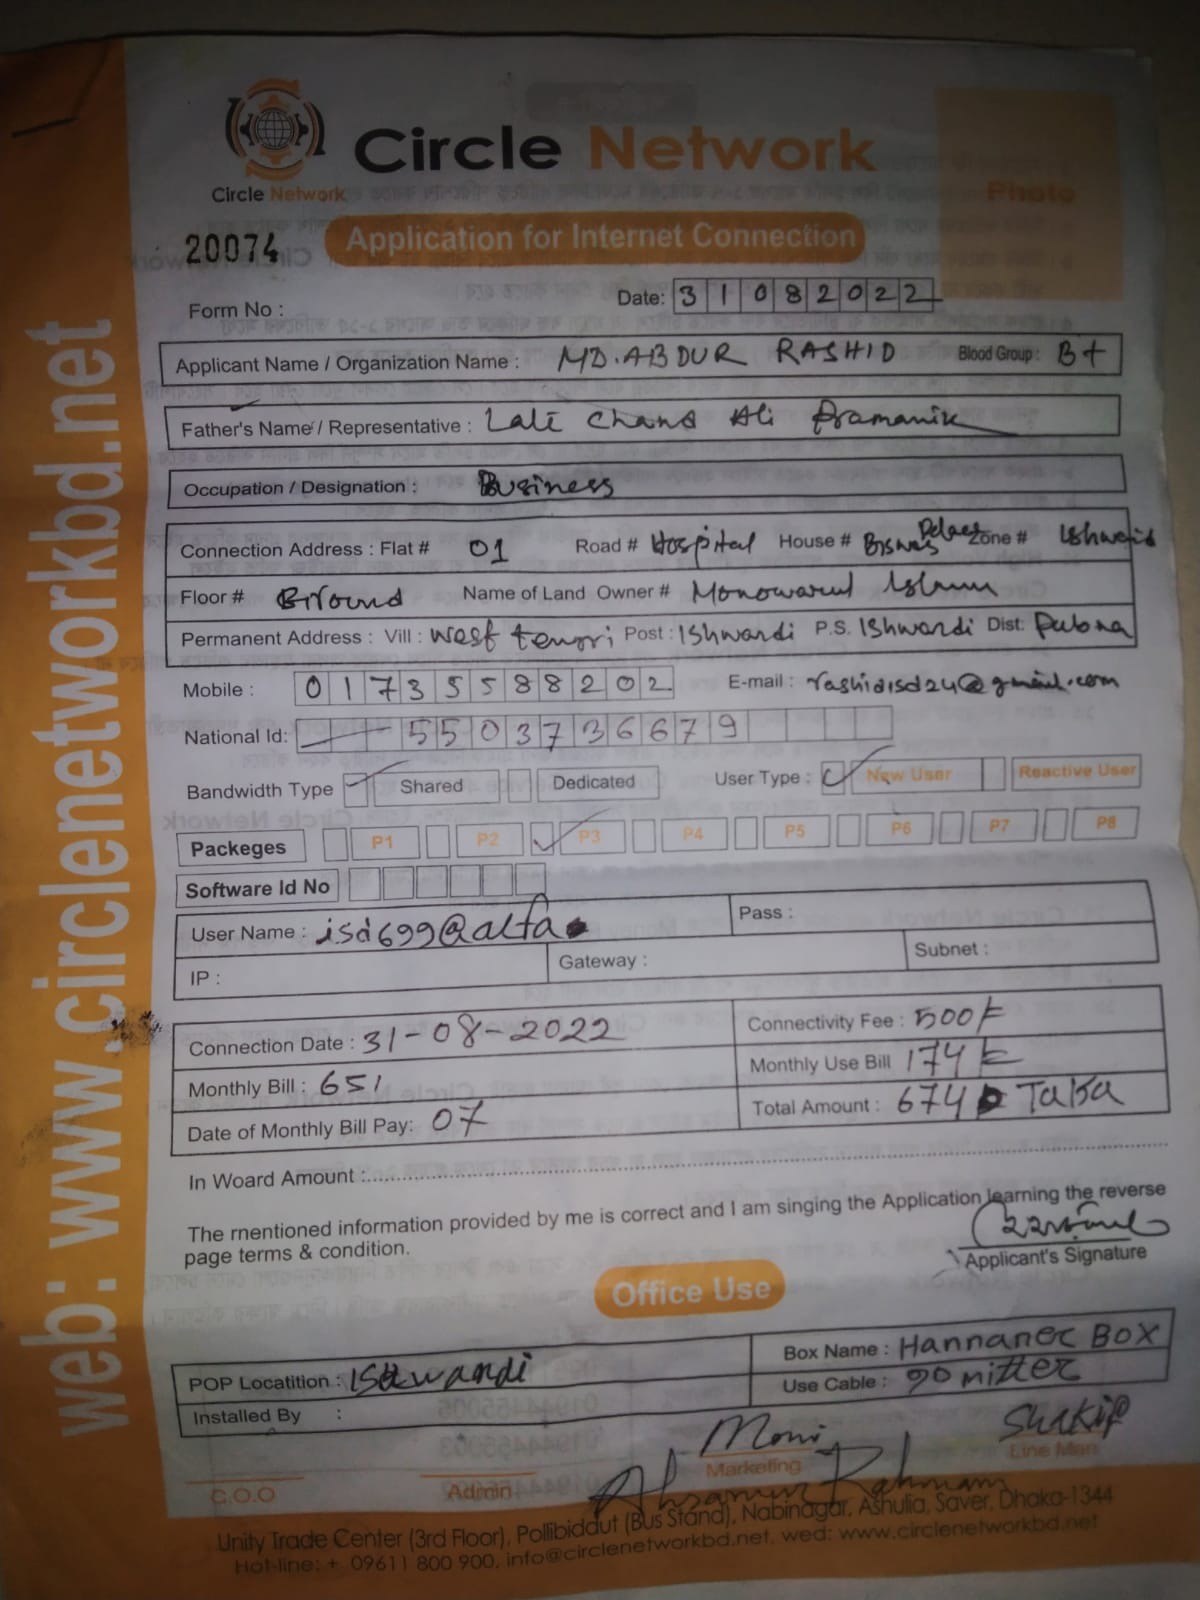 Circle Network
Circle Network
Photo
20074
Application for Internet Connection
Form No :
Date: 31082022
Applicant Name / Organization Name : MD. ABDUR RASHID Blood Group : B+
Father's Name / Representative : Late Chand Ali Pramanik
Occupation / Designation : Business
Connection Address : Flat # 01 Road # Hospital House # Biswas Zone # Ishwardi
Floor # Ground Name of Land Owner # Monowarul Islam
Permanent Address : Vill : West tengri Post : Ishwardi P.S. Ishwardi Dist: Pabna
Mobile : 01735588202
E-mail : rashidisd24@gmail.com
National Id: 5503736679
Bandwidth Type Shared Dedicated User Type : New User Reactive User
Packeges P1 P2 P3 P4 P5 P6 P7 P8
Software Id No
User Name : isd699@alfa Pass :
IP : Gateway : Subnet :
Connection Date : 31-08-2022 Connectivity Fee : 500/=
Monthly Bill : 651 Monthly Use Bill 174/=
Date of Monthly Bill Pay: 07 Total Amount : 674 Taka
In Woard Amount :
The rnentioned information provided by me is correct and I am singing the Application learning the reverse
page terms & condition.
Applicant's Signature
Office Use
POP Locatition : Ishwardi Box Name : Hannaner BOX
Installed By : Use Cable : 90 mitter
Moni Shakip
C.O.O Admin Marketing Line Man
Unity Trade Center (3rd Floor), Pollibiddut (Bus Stand), Nabinagar, Ashulia, Saver, Dhaka-1344
Hot-line: + 09611 800 900, info@circlenetworkbd.net, wed: www.circlenetworkbd.net
web: www.circlenetworkbd.net